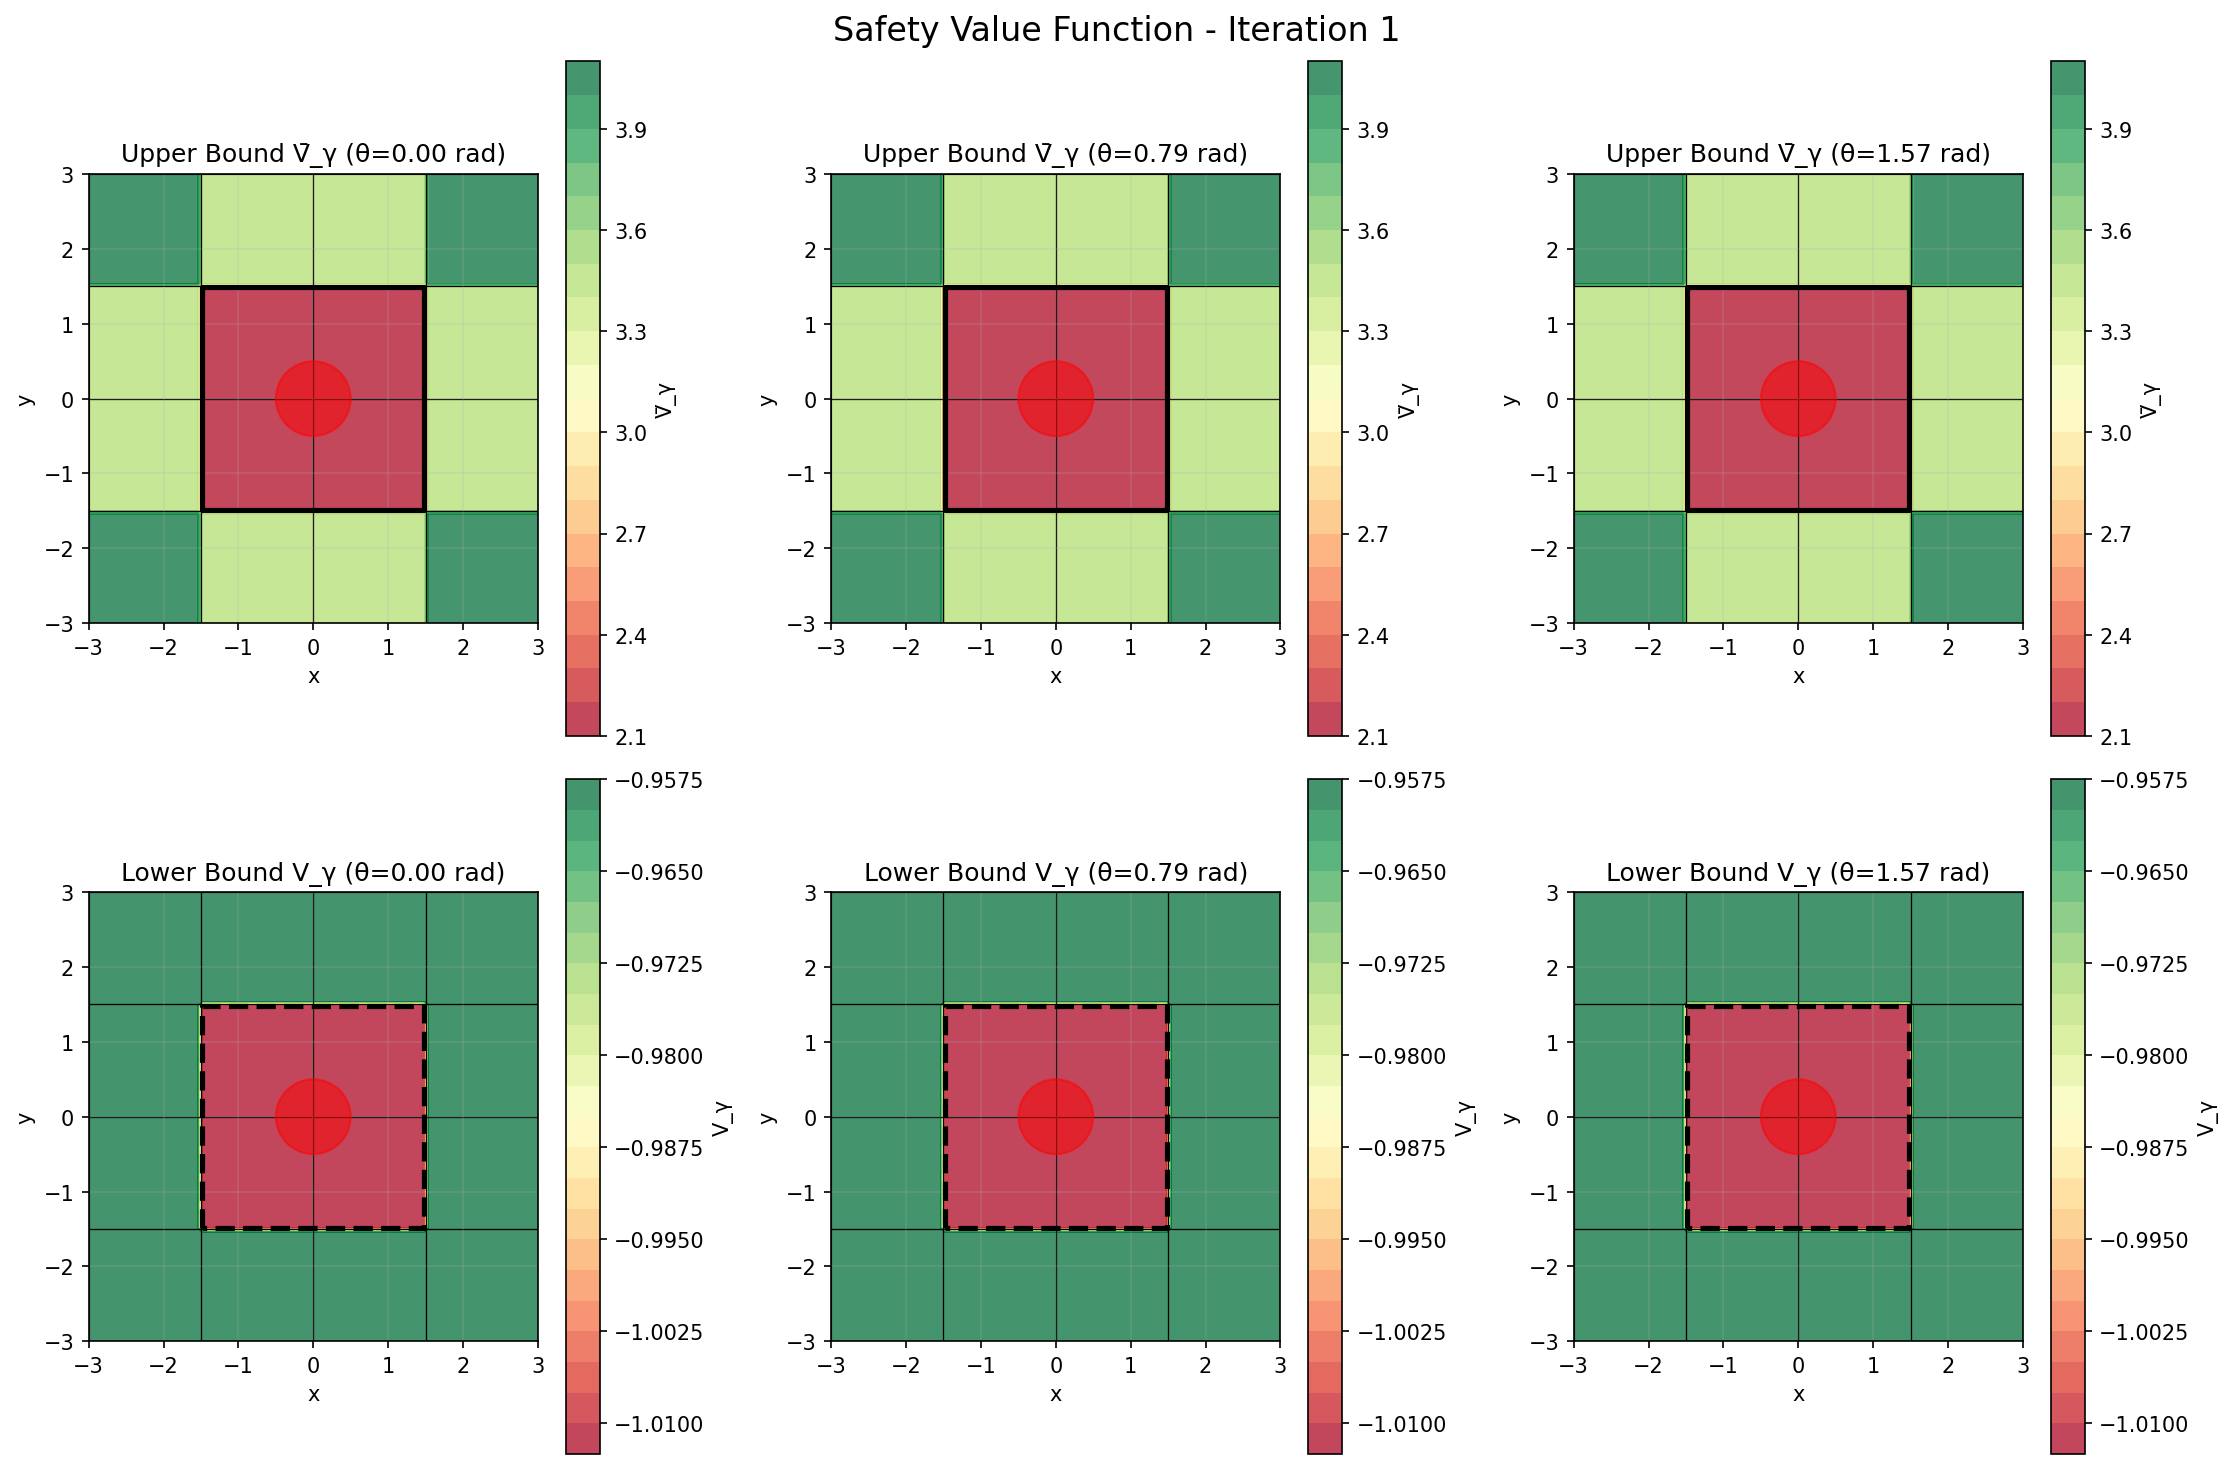 Safety Value Function - Iteration 1
Upper Bound V̄_γ (θ=0.00 rad)
3
2
1
0
−1
−2
−3
y
−3 −2 −1 0 1 2 3
x
3.9
3.6
3.3
3.0
2.7
2.4
2.1
V̄_γ
Upper Bound V̄_γ (θ=0.79 rad)
3
2
1
0
−1
−2
−3
y
−3 −2 −1 0 1 2 3
x
3.9
3.6
3.3
3.0
2.7
2.4
2.1
V̄_γ
Upper Bound V̄_γ (θ=1.57 rad)
3
2
1
0
−1
−2
−3
y
−3 −2 −1 0 1 2 3
x
3.9
3.6
3.3
3.0
2.7
2.4
2.1
V̄_γ
Lower Bound V_γ (θ=0.00 rad)
3
2
1
0
−1
−2
−3
y
−3 −2 −1 0 1 2 3
x
−0.9575
−0.9650
−0.9725
−0.9800
−0.9875
−0.9950
−1.0025
−1.0100
V_γ
Lower Bound V_γ (θ=0.79 rad)
3
2
1
0
−1
−2
−3
y
−3 −2 −1 0 1 2 3
x
−0.9575
−0.9650
−0.9725
−0.9800
−0.9875
−0.9950
−1.0025
−1.0100
V_γ
Lower Bound V_γ (θ=1.57 rad)
3
2
1
0
−1
−2
−3
y
−3 −2 −1 0 1 2 3
x
−0.9575
−0.9650
−0.9725
−0.9800
−0.9875
−0.9950
−1.0025
−1.0100
V_γ